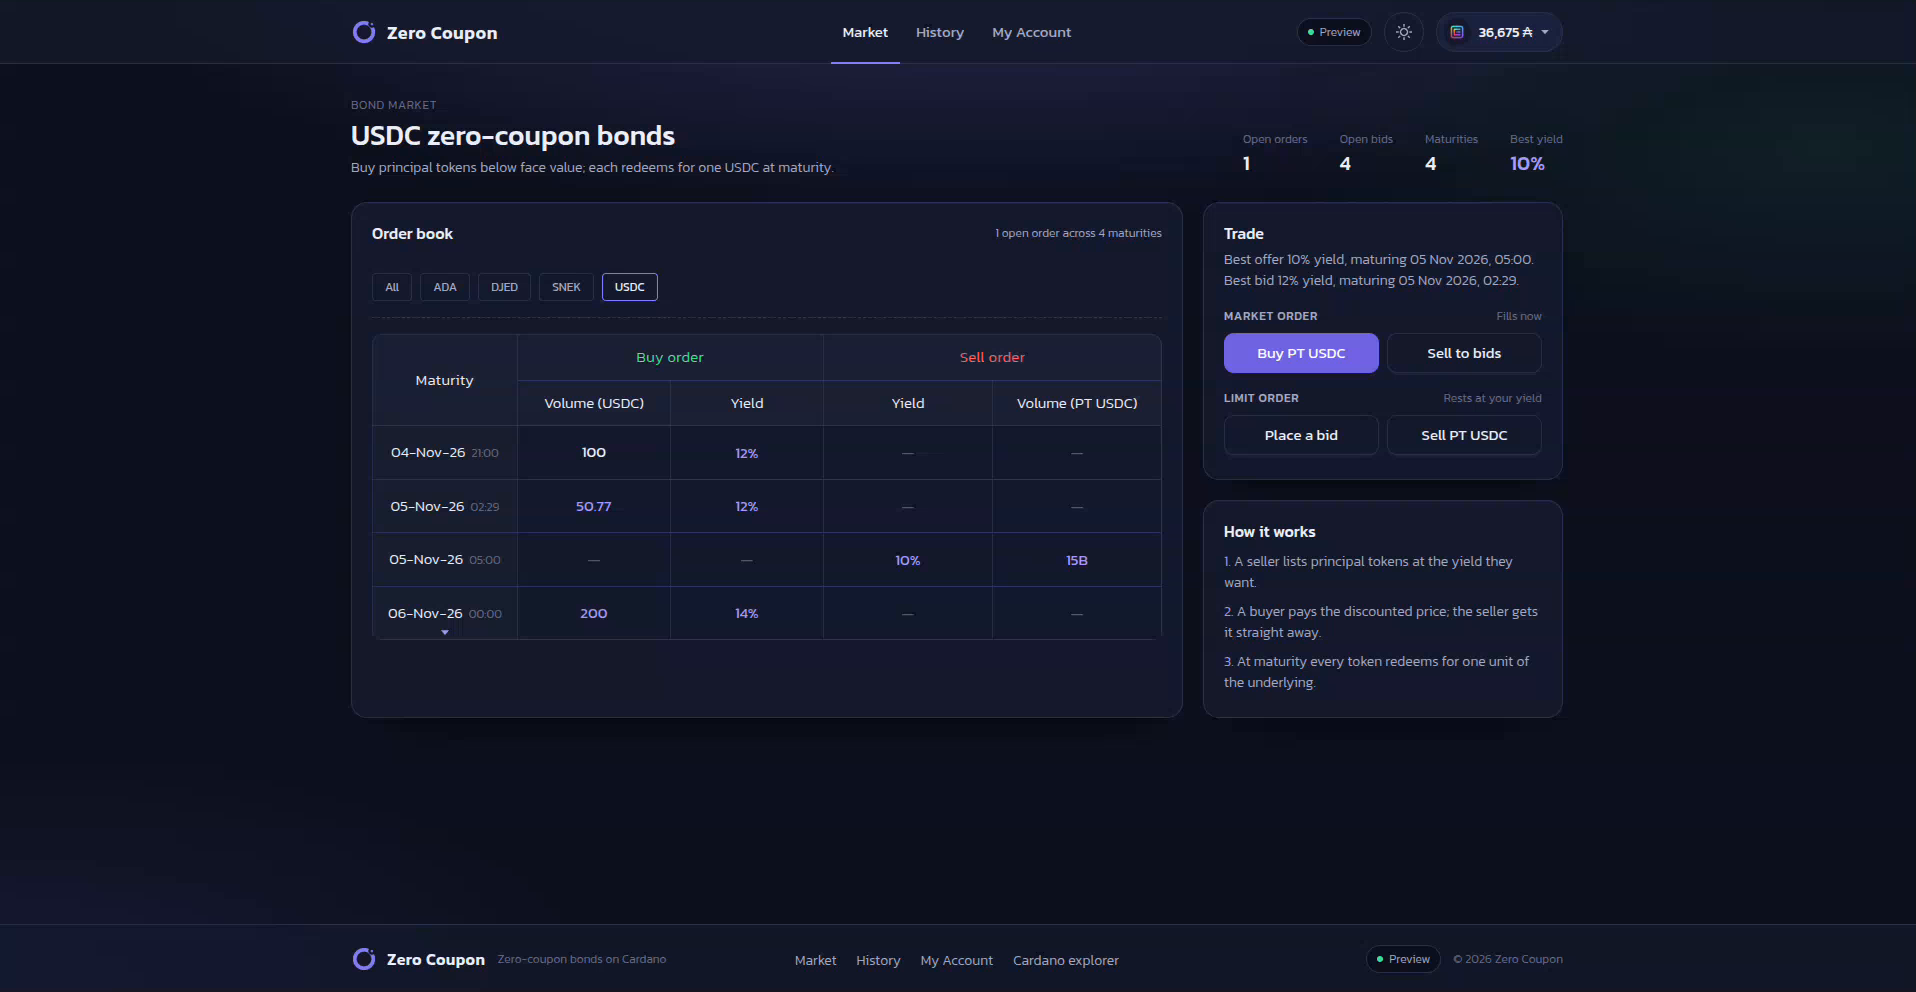 Zero Coupon
Market History My Account
Preview
36,675 ₳
BOND MARKET
USDC zero-coupon bonds
Buy principal tokens below face value; each redeems for one USDC at maturity.
Open orders Open bids Maturities Best yield
1 4 4 10%
Order book
1 open order across 4 maturities
All ADA DJED SNEK USDC
Maturity Buy order Sell order
Volume (USDC) Yield Yield Volume (PT USDC)
04-Nov-26 21:00 100 12% — —
05-Nov-26 02:29 50.77 12% — —
05-Nov-26 05:00 — — 10% 15B
06-Nov-26 00:00 200 14% — —
Trade
Best offer 10% yield, maturing 05 Nov 2026, 05:00.
Best bid 12% yield, maturing 05 Nov 2026, 02:29.
MARKET ORDER Fills now
Buy PT USDC Sell to bids
LIMIT ORDER Rests at your yield
Place a bid Sell PT USDC
How it works
1. A seller lists principal tokens at the yield they
want.
2. A buyer pays the discounted price; the seller gets
it straight away.
3. At maturity every token redeems for one unit of
the underlying.
Zero Coupon Zero-coupon bonds on Cardano
Market History My Account Cardano explorer
Preview © 2026 Zero Coupon